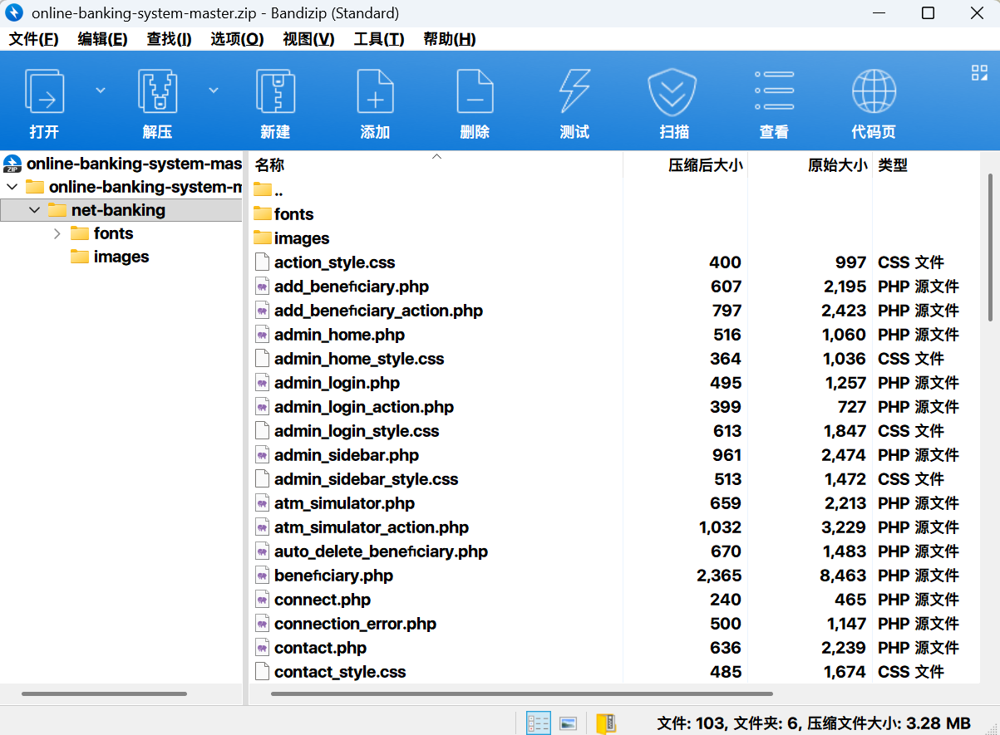 online-banking-system-master.zip - Bandizip (Standard)
文件(F) 编辑(E) 查找(I) 选项(O) 视图(V) 工具(T) 帮助(H)
打开 解压 新建 添加 删除 测试 扫描 查看 代码页
ZIP online-banking-system-mas
online-banking-system-m
net-banking
fonts
images
名称 压缩后大小 原始大小 类型
..
fonts
images
action_style.css 400 997 CSS 文件
add_beneficiary.php 607 2,195 PHP 源文件
add_beneficiary_action.php 797 2,423 PHP 源文件
admin_home.php 516 1,060 PHP 源文件
admin_home_style.css 364 1,036 CSS 文件
admin_login.php 495 1,257 PHP 源文件
admin_login_action.php 399 727 PHP 源文件
admin_login_style.css 613 1,847 CSS 文件
admin_sidebar.php 961 2,474 PHP 源文件
admin_sidebar_style.css 513 1,472 CSS 文件
atm_simulator.php 659 2,213 PHP 源文件
atm_simulator_action.php 1,032 3,229 PHP 源文件
auto_delete_beneficiary.php 670 1,483 PHP 源文件
beneficiary.php 2,365 8,463 PHP 源文件
connect.php 240 465 PHP 源文件
connection_error.php 500 1,147 PHP 源文件
contact.php 636 2,239 PHP 源文件
contact_style.css 485 1,674 CSS 文件
文件: 103, 文件夹: 6, 压缩文件大小: 3.28 MB